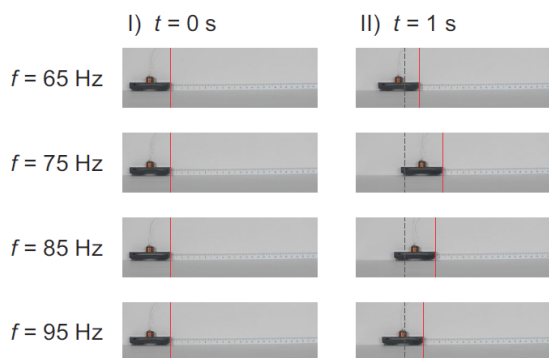 I) t = 0 s
II) t = 1 s
f = 65 Hz
f = 75 Hz
f = 85 Hz
f = 95 Hz